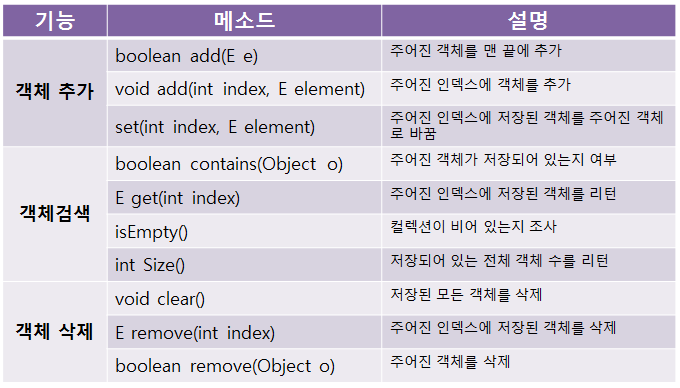 기능 메소드 설명
객체 추가
boolean add(E e) 주어진 객체를 맨 끝에 추가
void add(int index, E element) 주어진 인덱스에 객체를 추가
set(int index, E element) 주어진 인덱스에 저장된 객체를 주어진 객체
로 바꿈
객체검색
boolean contains(Object o) 주어진 객체가 저장되어 있는지 여부
E get(int index) 주어진 인덱스에 저장된 객체를 리턴
isEmpty() 컬렉션이 비어 있는지 조사
int Size() 저장되어 있는 전체 객체 수를 리턴
객체 삭제
void clear() 저장된 모든 객체를 삭제
E remove(int index) 주어진 인덱스에 저장된 객체를 삭제
boolean remove(Object o) 주어진 객체를 삭제